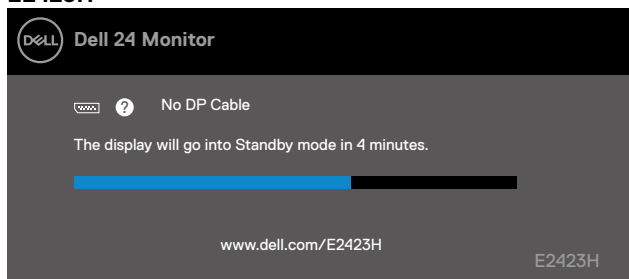 E2423H
DELL Dell 24 Monitor
? No DP Cable
The display will go into Standby mode in 4 minutes.
www.dell.com/E2423H
E2423H